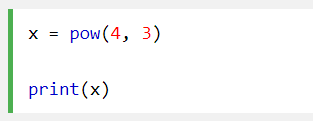 x = pow(4, 3)
print(x)